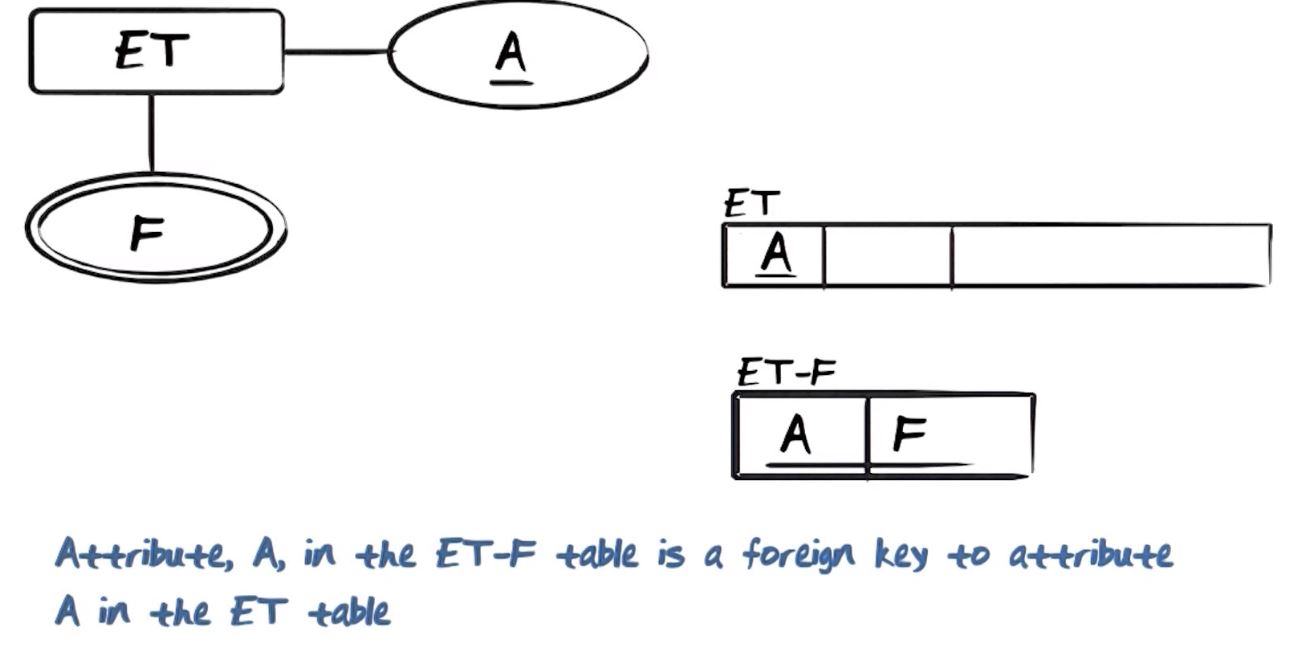 ET
A
F
ET
A
ET-F
A F
Attribute, A, in the ET-F table is a foreign key to attribute
A in the ET table